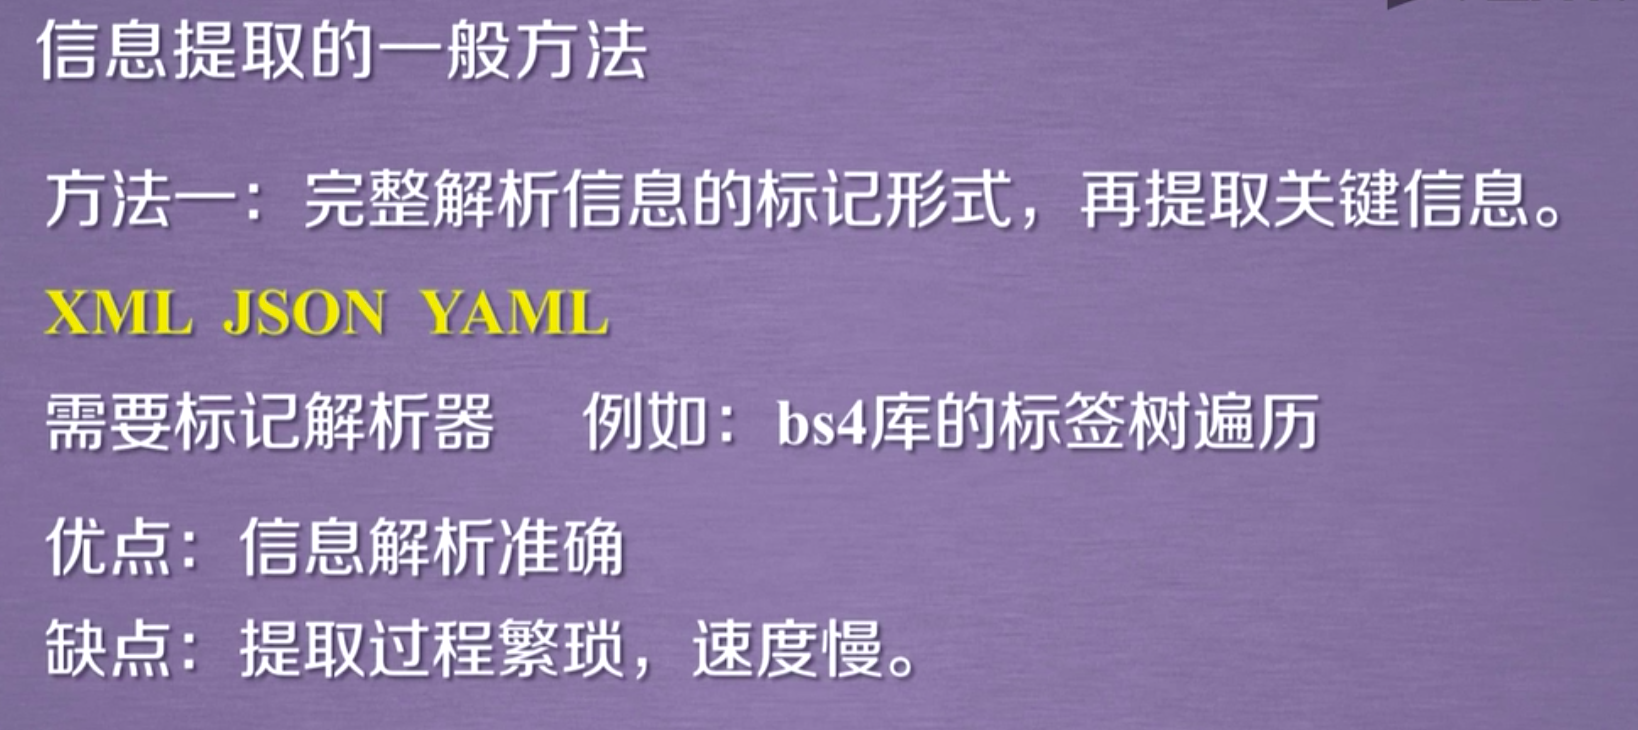 信息提取的一般方法
方法一：完整解析信息的标记形式，再提取关键信息。
XML JSON YAML
需要标记解析器 例如：bs4库的标签树遍历
优点：信息解析准确
缺点：提取过程繁琐，速度慢。